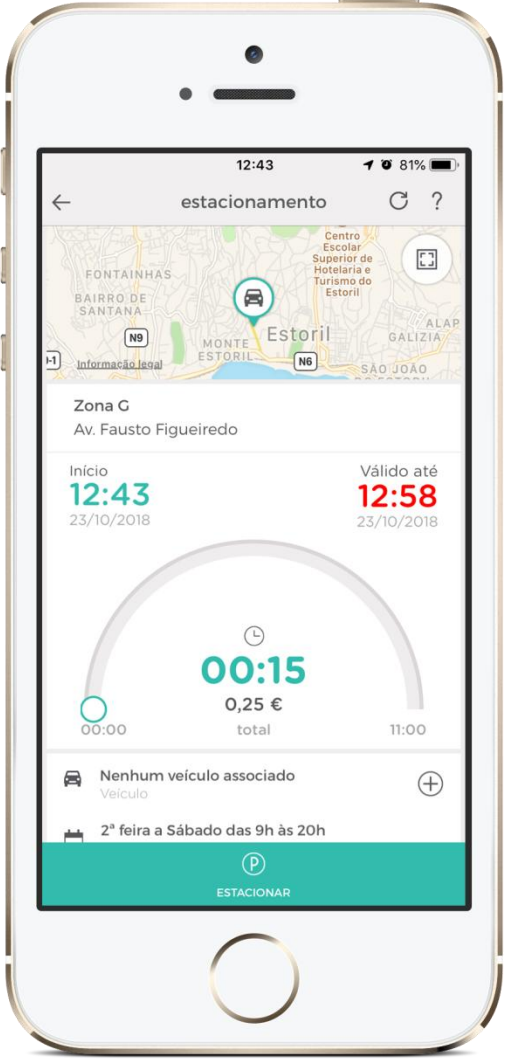 12:43
81%
estacionamento
?
Centro
Escolar
Superior de
Hotelaria e
Turismo do
Estoril
FONTAINHAS
BAIRRO DE
SANTANA
N9
MONTE
ESTORIL
Estoril
ALAP
GALIZIA
Informação legal
N6
SÃO JOÃO
Zona G
Av. Fausto Figueiredo
Início
12:43
23/10/2018
Válido até
12:58
23/10/2018
00:15
0,25 €
total
00:00
11:00
Nenhum veículo associado
Veículo
2ª feira a Sábado das 9h às 20h
P
ESTACIONAR